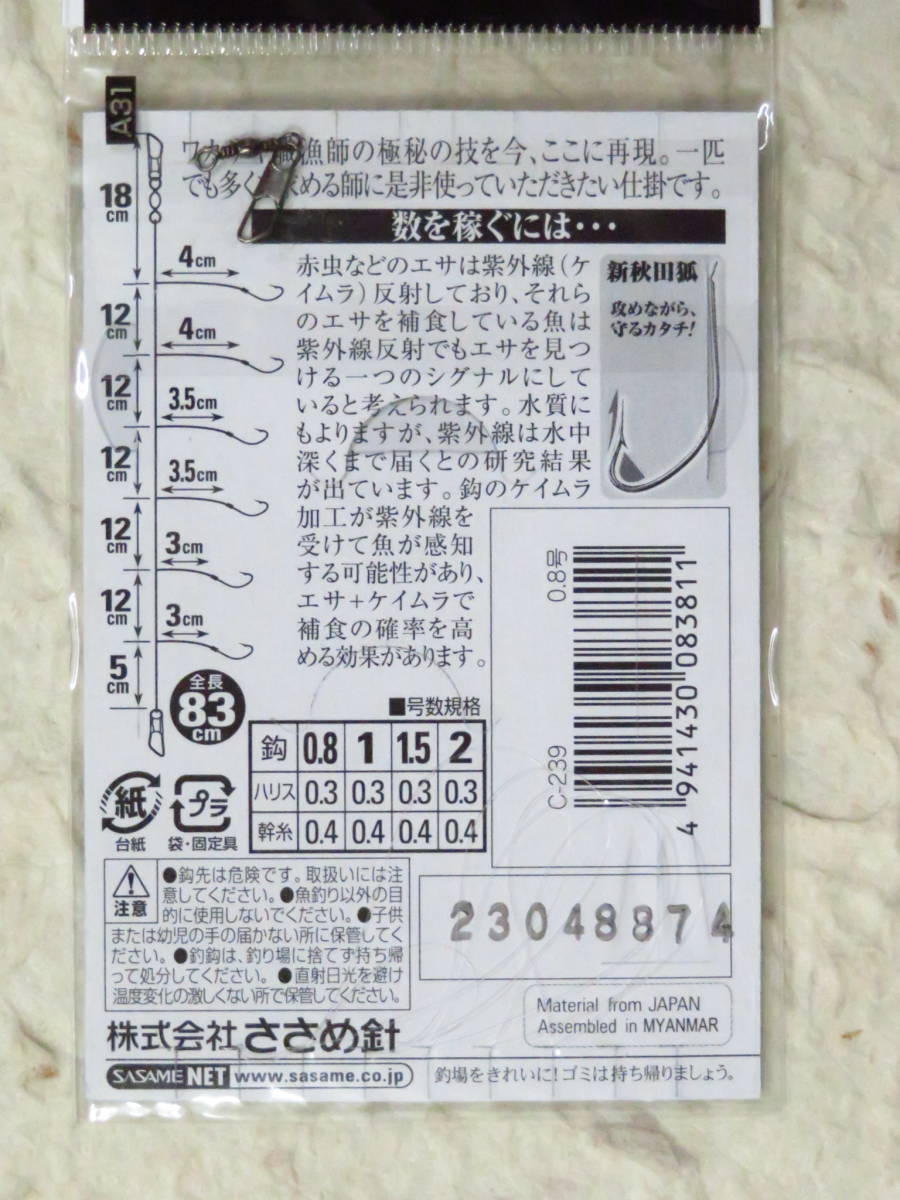 A31
ワカ 職漁師の極秘の技を今、ここに再現。一匹
でも多く める師に是非使っていただきたい仕掛です。
数を稼ぐには・・・
18cm
12cm
12cm
12cm
12cm
12cm
5cm
4cm
4cm
3.5cm
3.5cm
3cm
3cm
全長
83cm
赤虫などのエサは紫外線（ケ
イムラ）反射しており、それら
のエサを補食している魚は
紫外線反射でもエサを見つ
ける一つのシグナルにして
いると考えられます。水質に
もよりますが、紫外線は水中
深くまで届くとの研究結果
が出ています。鈎のケイムラ
加工が紫外線を
受けて魚が感知
する可能性があり、
エサ＋ケイムラで
補食の確率を高
める効果があります。
新秋田狐
攻めながら、
守るカタチ！
■号数規格
鈎 0.8 1 1.5 2
ハリス 0.3 0.3 0.3 0.3
幹糸 0.4 0.4 0.4 0.4
0.8号
C-239
4 941430 083811
紙
台紙
プラ
袋・固定具
注意
●鈎先は危険です。取扱いには注
意してください。●魚釣り以外の目
的に使用しないでください。●子供
または幼児の手の届かない所に保管してく
ださい。●釣鈎は、釣り場に捨てず持ち帰
って処分してください。●直射日光を避け
温度変化の激しくない所で保管してください。
23048874
Material from JAPAN
Assembled in MYANMAR
株式会社 ささめ針
SASAME NET www.sasame.co.jp
釣場をきれいに！ゴミは持ち帰りましょう。